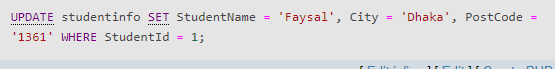 UPDATE studentinfo SET StudentName = 'Faysal', City = 'Dhaka', PostCode =
'1361' WHERE StudentId = 1;